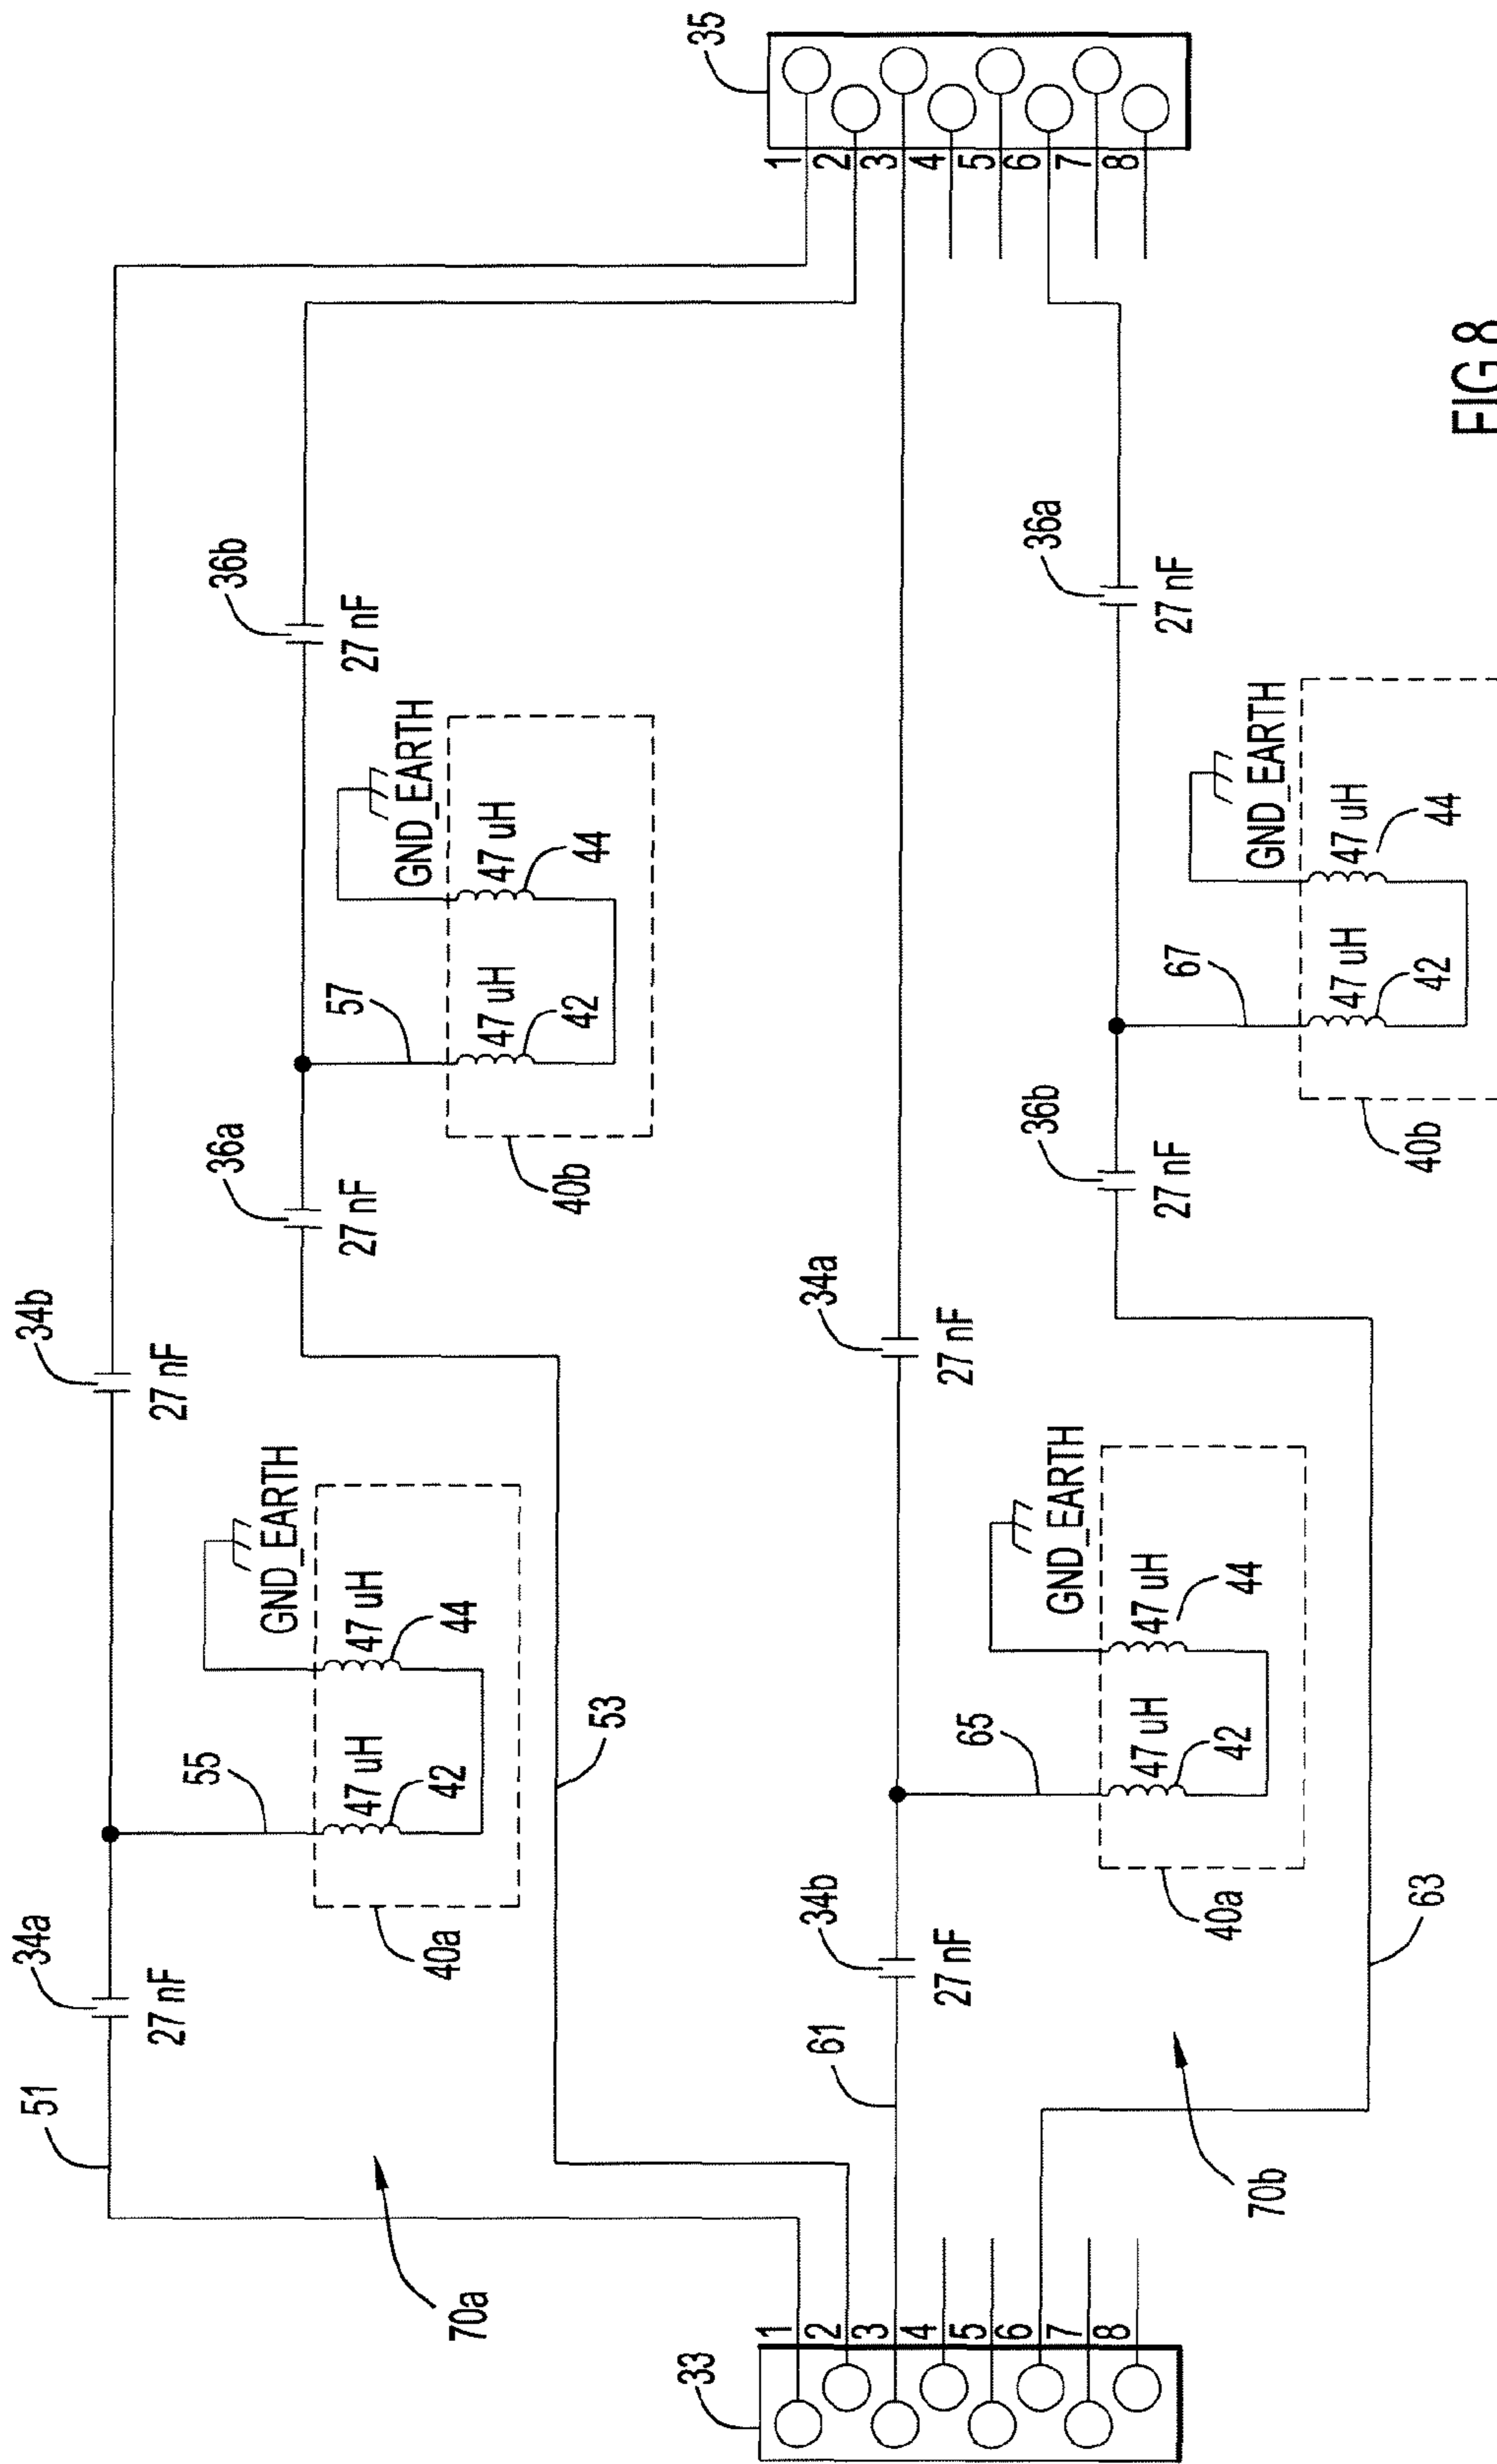 51
34a
34b
27 nF
27 nF
55
36a
36b
GND_EARTH
47 uH
47 uH
57
27 nF
27 nF
GND_EARTH
70a
40a
42
44
47 uH
47 uH
40b
42
44
53
33
35
1
2
3
4
5
6
7
8
1
2
3
4
5
6
7
8
61
34b
34a
27 nF
27 nF
65
36b
36a
GND_EARTH
47 uH
47 uH
67
27 nF
27 nF
70b
40a
42
44
GND_EARTH
47 uH
47 uH
63
40b
42
44
FIG.8